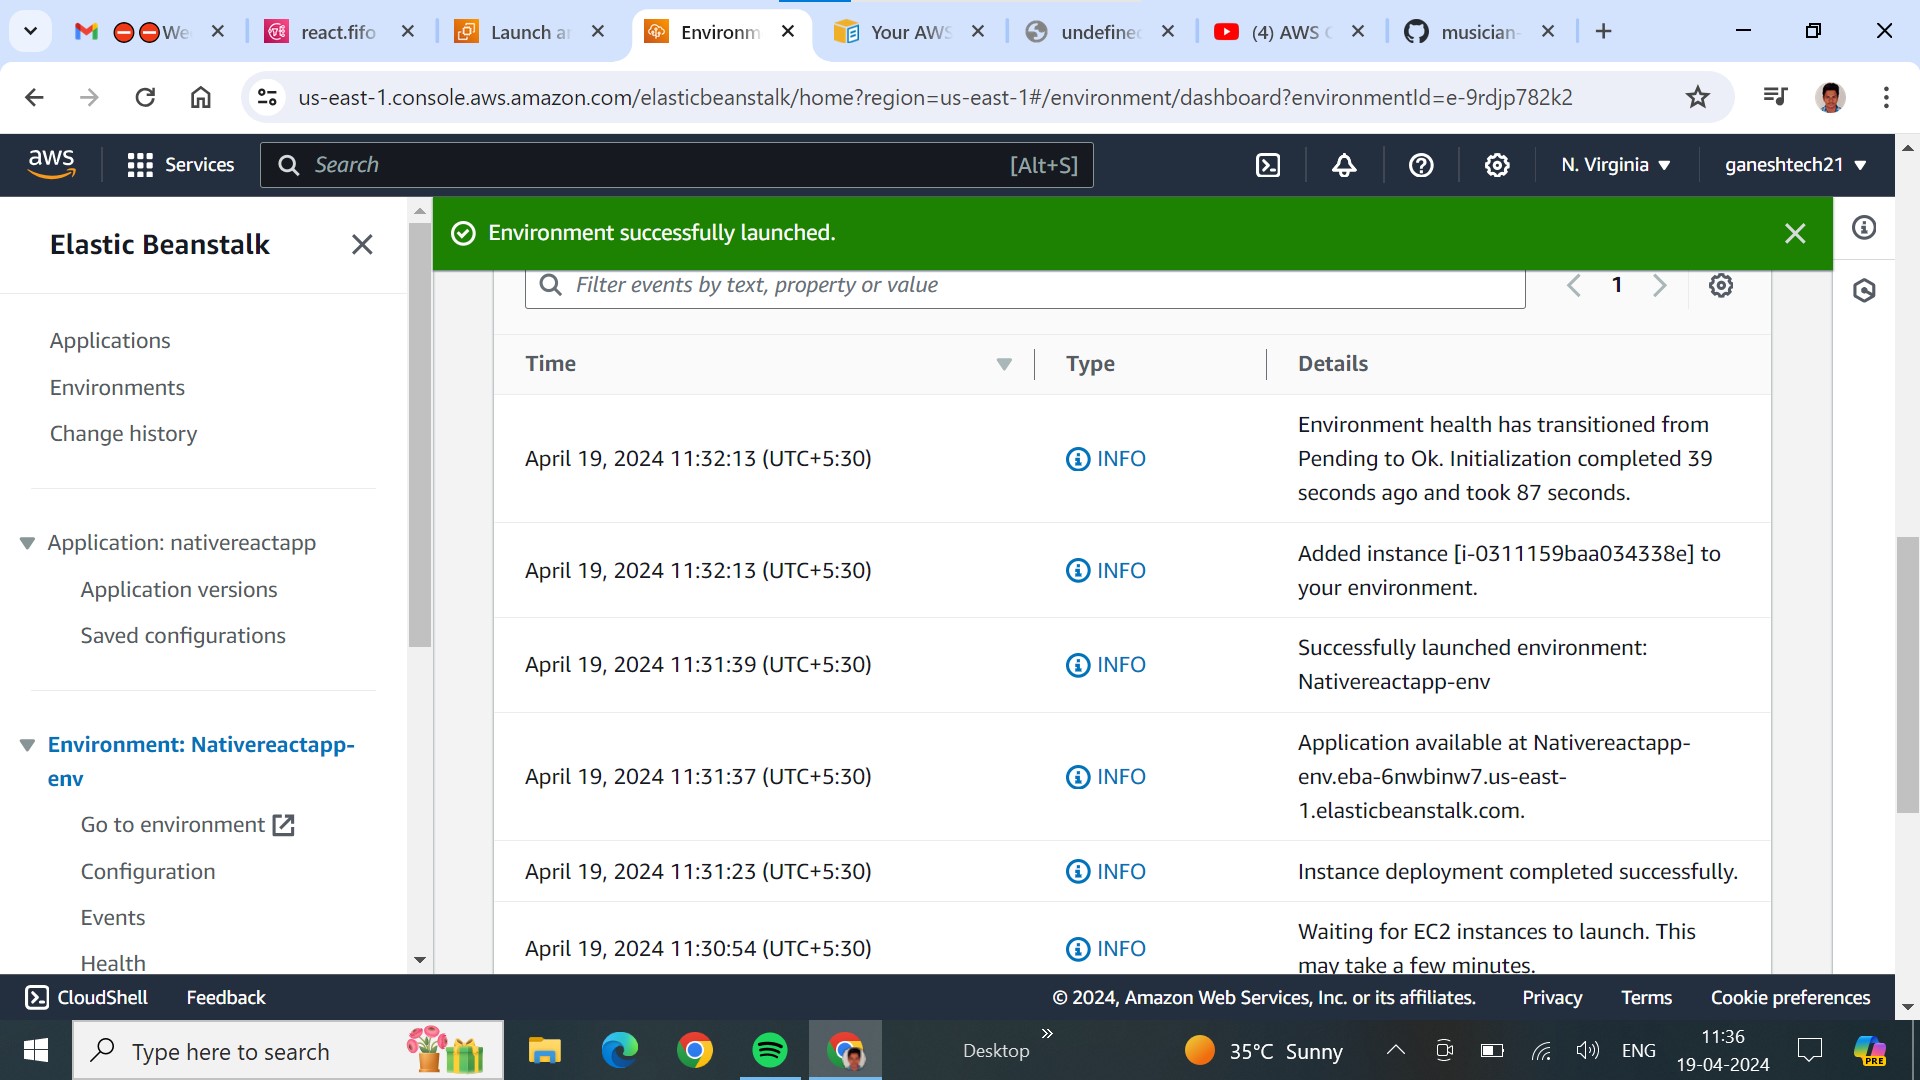 We
react.fifo
Launch a
Environm
Your AWS
undefined
(4) AWS C
musician-
us-east-1.console.aws.amazon.com/elasticbeanstalk/home?region=us-east-1#/environment/dashboard?environmentId=e-9rdjp782k2
aws
Services
Search
[Alt+S]
N. Virginia
ganeshtech21
Elastic Beanstalk
Environment successfully launched.
Filter events by text, property or value
1
Applications
Environments
Change history
Application: nativereactapp
Application versions
Saved configurations
Environment: Nativereactapp-
env
Go to environment
Configuration
Events
Health
Time Type Details
April 19, 2024 11:32:13 (UTC+5:30) INFO Environment health has transitioned from
Pending to Ok. Initialization completed 39
seconds ago and took 87 seconds.
April 19, 2024 11:32:13 (UTC+5:30) INFO Added instance [i-0311159baa034338e] to
your environment.
April 19, 2024 11:31:39 (UTC+5:30) INFO Successfully launched environment:
Nativereactapp-env
April 19, 2024 11:31:37 (UTC+5:30) INFO Application available at Nativereactapp-
env.eba-6nwbinw7.us-east-
1.elasticbeanstalk.com.
April 19, 2024 11:31:23 (UTC+5:30) INFO Instance deployment completed successfully.
April 19, 2024 11:30:54 (UTC+5:30) INFO Waiting for EC2 instances to launch. This
may take a few minutes.
CloudShell
Feedback
© 2024, Amazon Web Services, Inc. or its affiliates.
Privacy
Terms
Cookie preferences
Type here to search
Desktop
35°C Sunny
ENG
11:36
19-04-2024
PRE